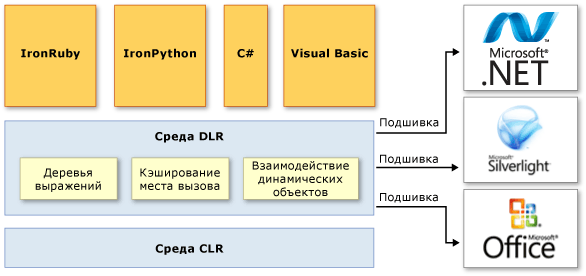 IronRuby
IronPython
C#
Visual Basic
Microsoft®
.NET
Среда DLR
Подшивка
Деревья
выражений
Кэширование
места вызова
Взаимодействие
динамических
объектов
Подшивка
Microsoft®
Silverlight™
Подшивка
Microsoft®
Office
Среда CLR